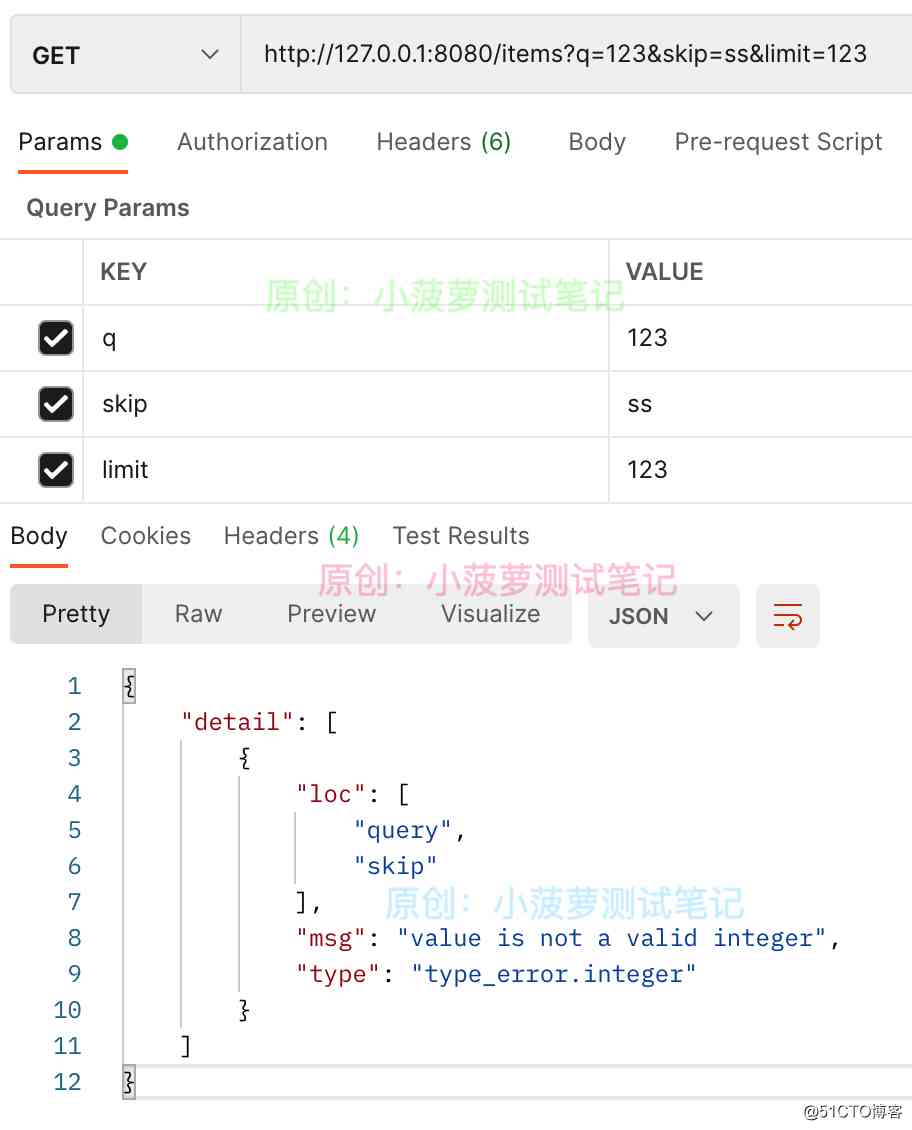 GET http://127.0.0.1:8080/items?q=123&skip=ss&limit=123
Params Authorization Headers (6) Body Pre-request Script
Query Params
KEY VALUE
原创：小菠萝测试笔记
q 123
skip ss
limit 123
Body Cookies Headers (4) Test Results
原创：小菠萝测试笔记
Pretty Raw Preview Visualize JSON
1 {
2 "detail": [
3 {
4 "loc": [
5 "query",
6 "skip"
7 ],
原创：小菠萝测试笔记
8 "msg": "value is not a valid integer",
9 "type": "type_error.integer"
10 }
11 ]
12 }
@51CTO博客